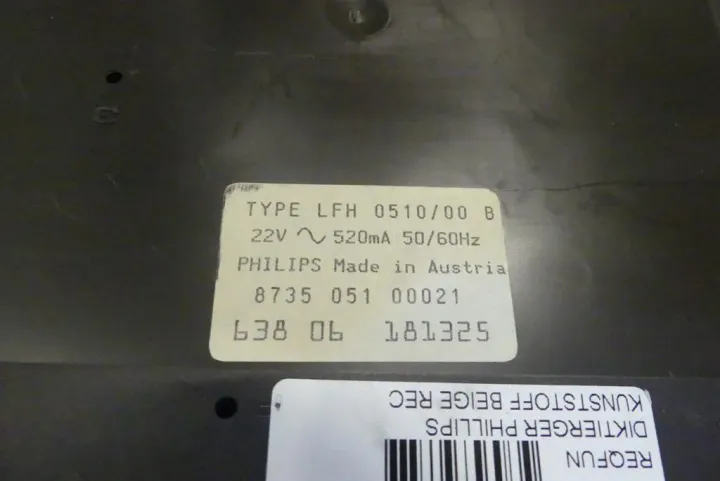 TYPE LFH 0510/00 B
22V ∿ 520mA 50/60Hz
PHILIPS Made in Austria
8735 051 00021
638 06 181325
REQFUN
DIKTIERGER PHILLIPS
KUNSTSTOFF BEIGE REC